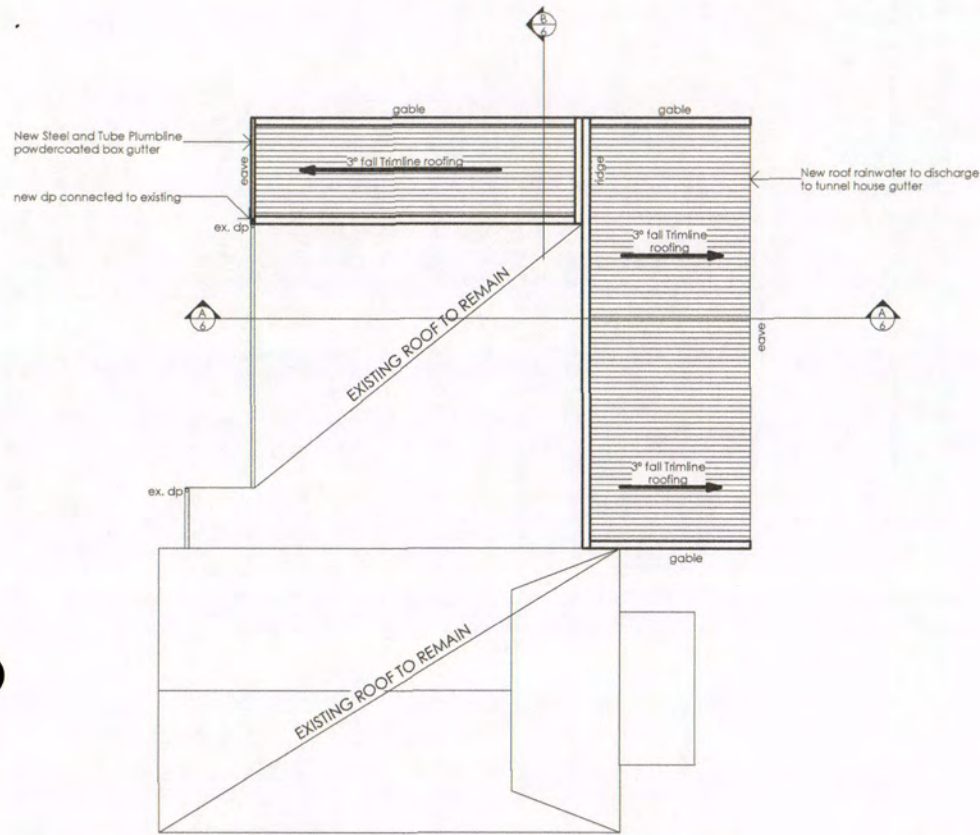 B
6
gable
gable
New Steel and Tube Plumbline
powdercoated box gutter
eave
3° fall Trimline roofing
ridge
New roof rainwater to discharge
to tunnel house gutter
new dp connected to existing
ex. dp
3° fall Trimline
roofing
EXISTING ROOF TO REMAIN
A
6
A
6
eave
3° fall Trimline
roofing
ex. dp
gable
EXISTING ROOF TO REMAIN